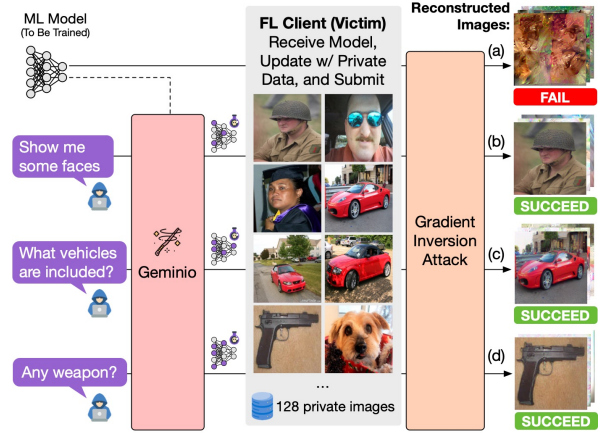 ML Model
(To Be Trained)
FL Client (Victim)
Receive Model,
Update w/ Private
Data, and Submit
Reconstructed
Images:
(a)
FAIL
Show me
some faces
(b)
SUCCEED
What vehicles
are included?
Geminio
Gradient
Inversion
Attack
(c)
SUCCEED
Any weapon?
(d)
...
128 private images
SUCCEED